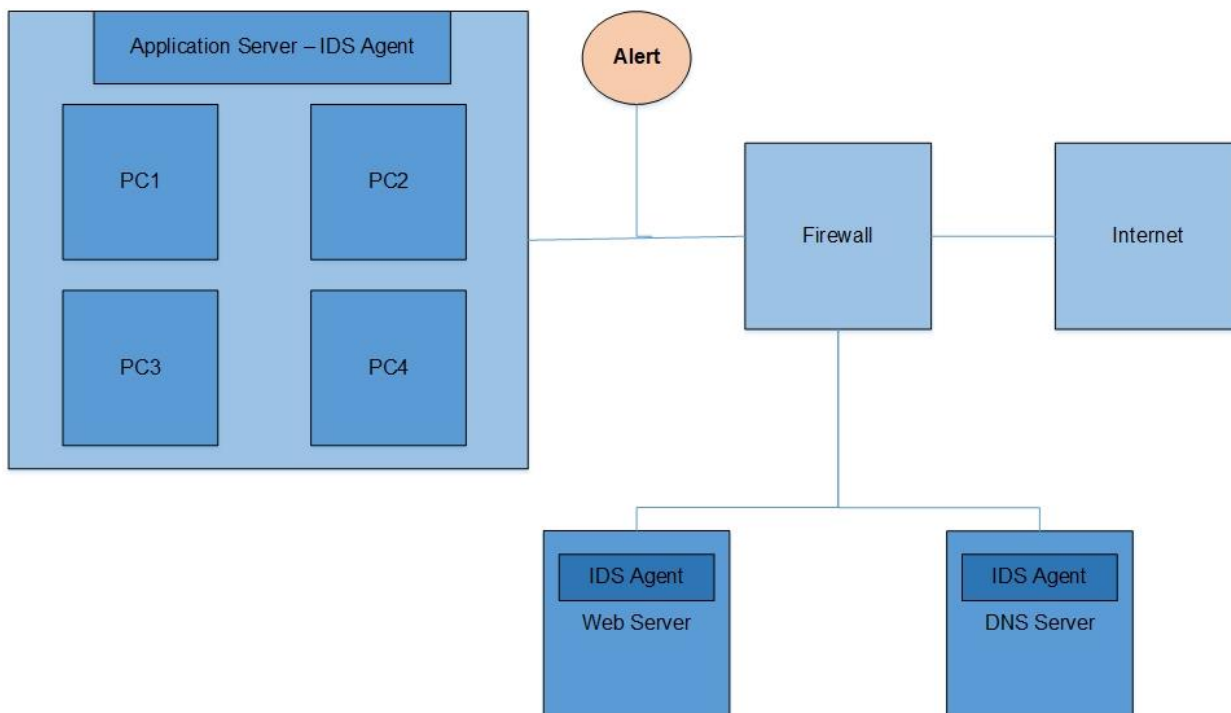 Application Server – IDS Agent
Alert
PC1
PC2
Firewall
Internet
PC3
PC4
IDS Agent
Web Server
IDS Agent
DNS Server